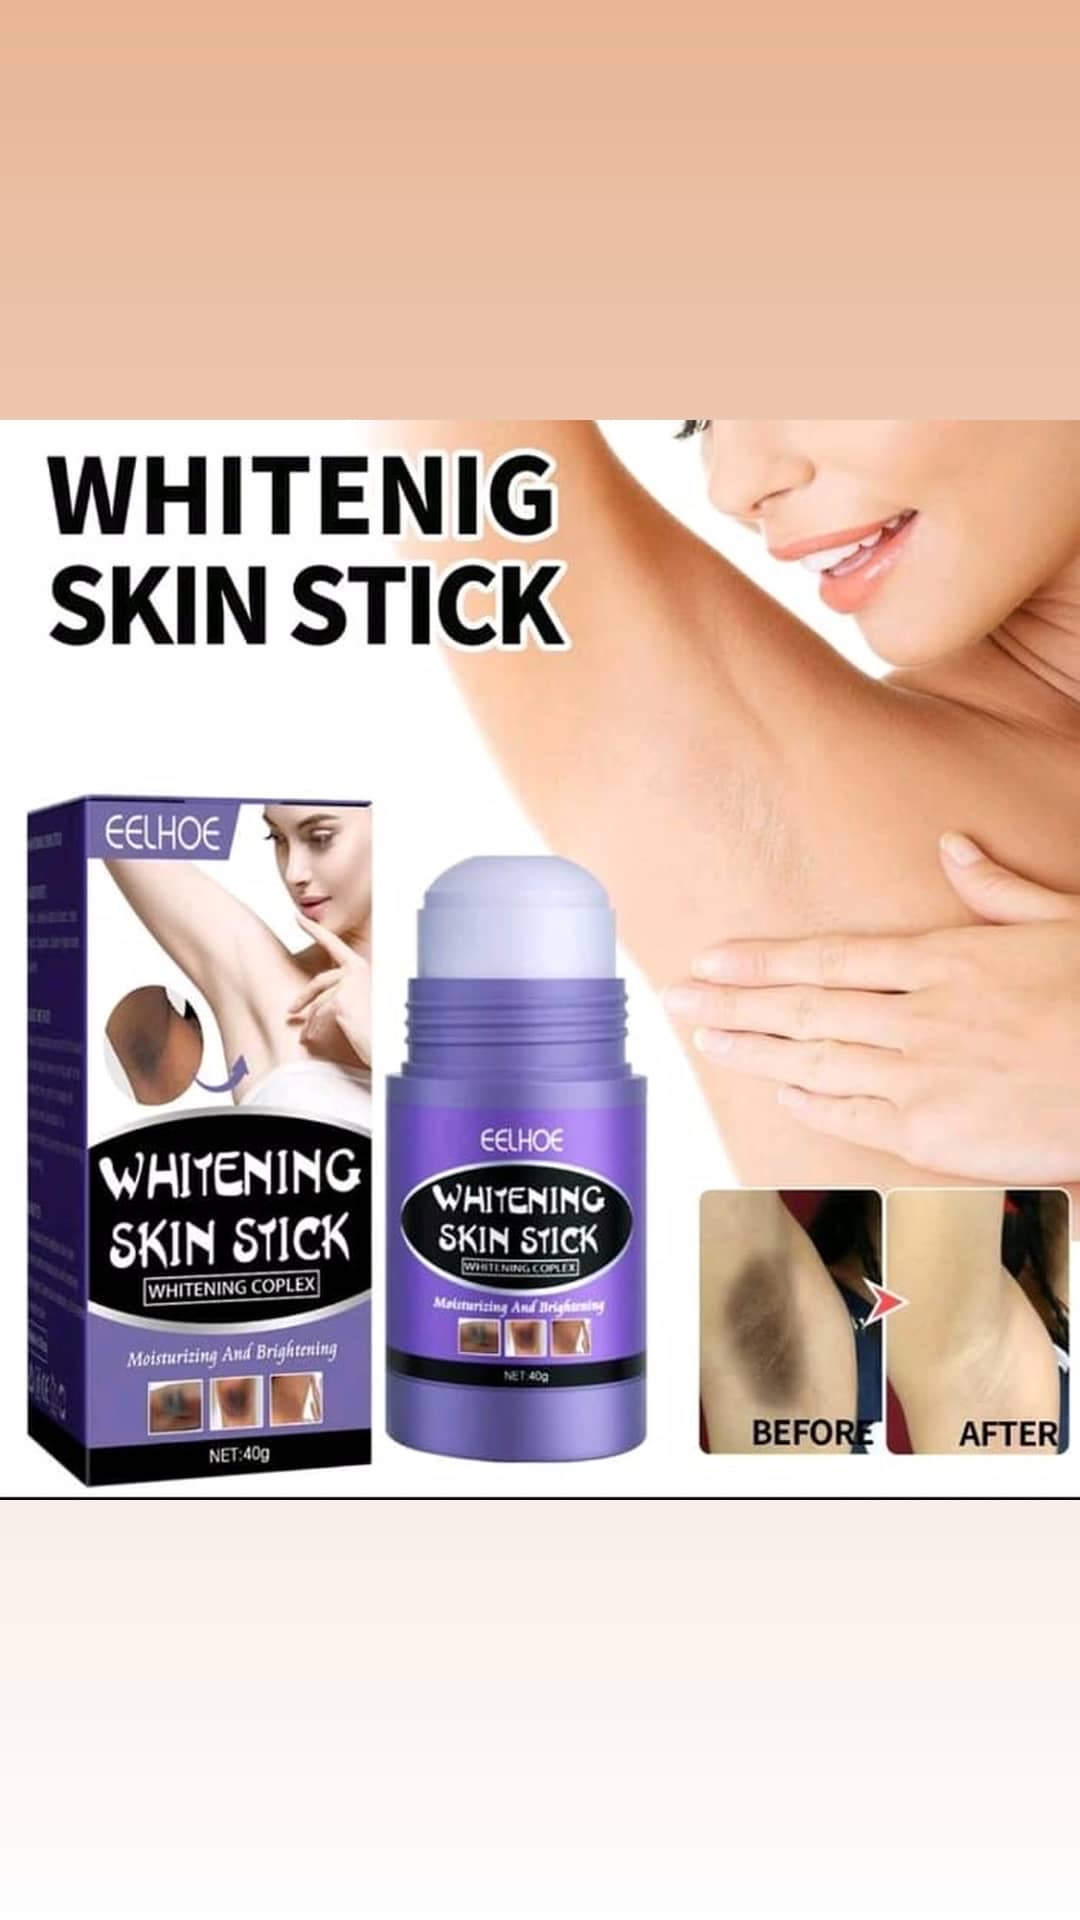 WHITENIG
SKIN STICK
EELHOE
WHITENING
SKIN STICK
WHITENING COPLEX
Moisturizing And Brightening
NET:40g
EELHOE
WHITENING
SKIN STICK
WHITENING COPLEX
Moisturizing And Brightening
NET:40g
BEFORE
AFTER